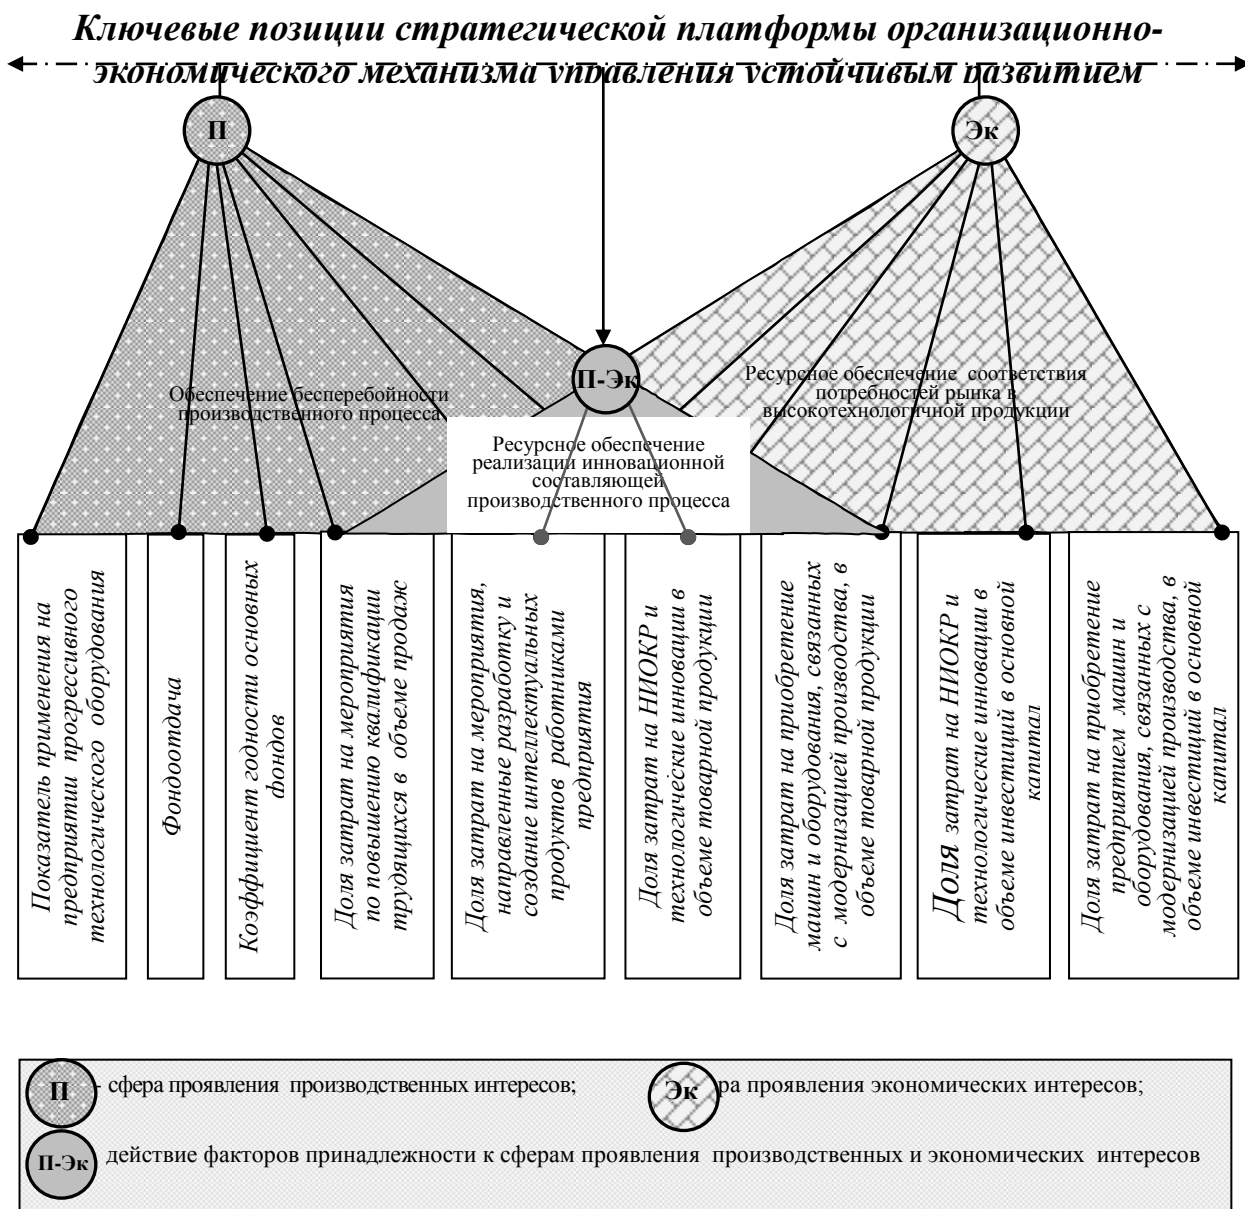 Ключевые позиции стратегической платформы организационно-
экономического механизма управления устойчивым развитием
П
Эк
П-Эк
Обеспечение бесперебойности
производственного процесса
Ресурсное обеспечение соответствия
потребностей рынка в
высокотехнологичной продукции
Ресурсное обеспечение
реализации инновационной
составляющей
производственного процесса
Показатель применения на
предприятии прогрессивного
технологического оборудования
Фондоотдача
Коэффициент годности основных
фондов
Доля затрат на мероприятия
по повышению квалификации
трудящихся в объеме продаж
Доля затрат на мероприятия,
направленные разработку и
создание интеллектуальных
продуктов работниками
предприятия
Доля затрат на НИОКР и
технологические инновации в
объеме товарной продукции
Доля затрат на приобретение
машин и оборудования, связанных
с модернизацией производства, в
объеме товарной продукции
Доля затрат на НИОКР и
технологические инновации в
объеме инвестиций в основной
капитал
Доля затрат на приобретение
предприятием машин и
оборудования, связанных с
модернизацией производства, в
объеме инвестиций в основной
капитал
П - сфера проявления производственных интересов; Эк ра проявления экономических интересов;
П-Эк действие факторов принадлежности к сферам проявления производственных и экономических интересов